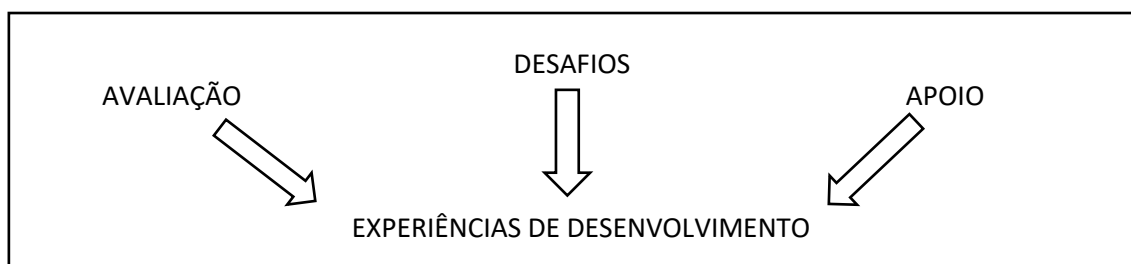 DESAFIOS
AVALIAÇÃO
APOIO
EXPERIÊNCIAS DE DESENVOLVIMENTO